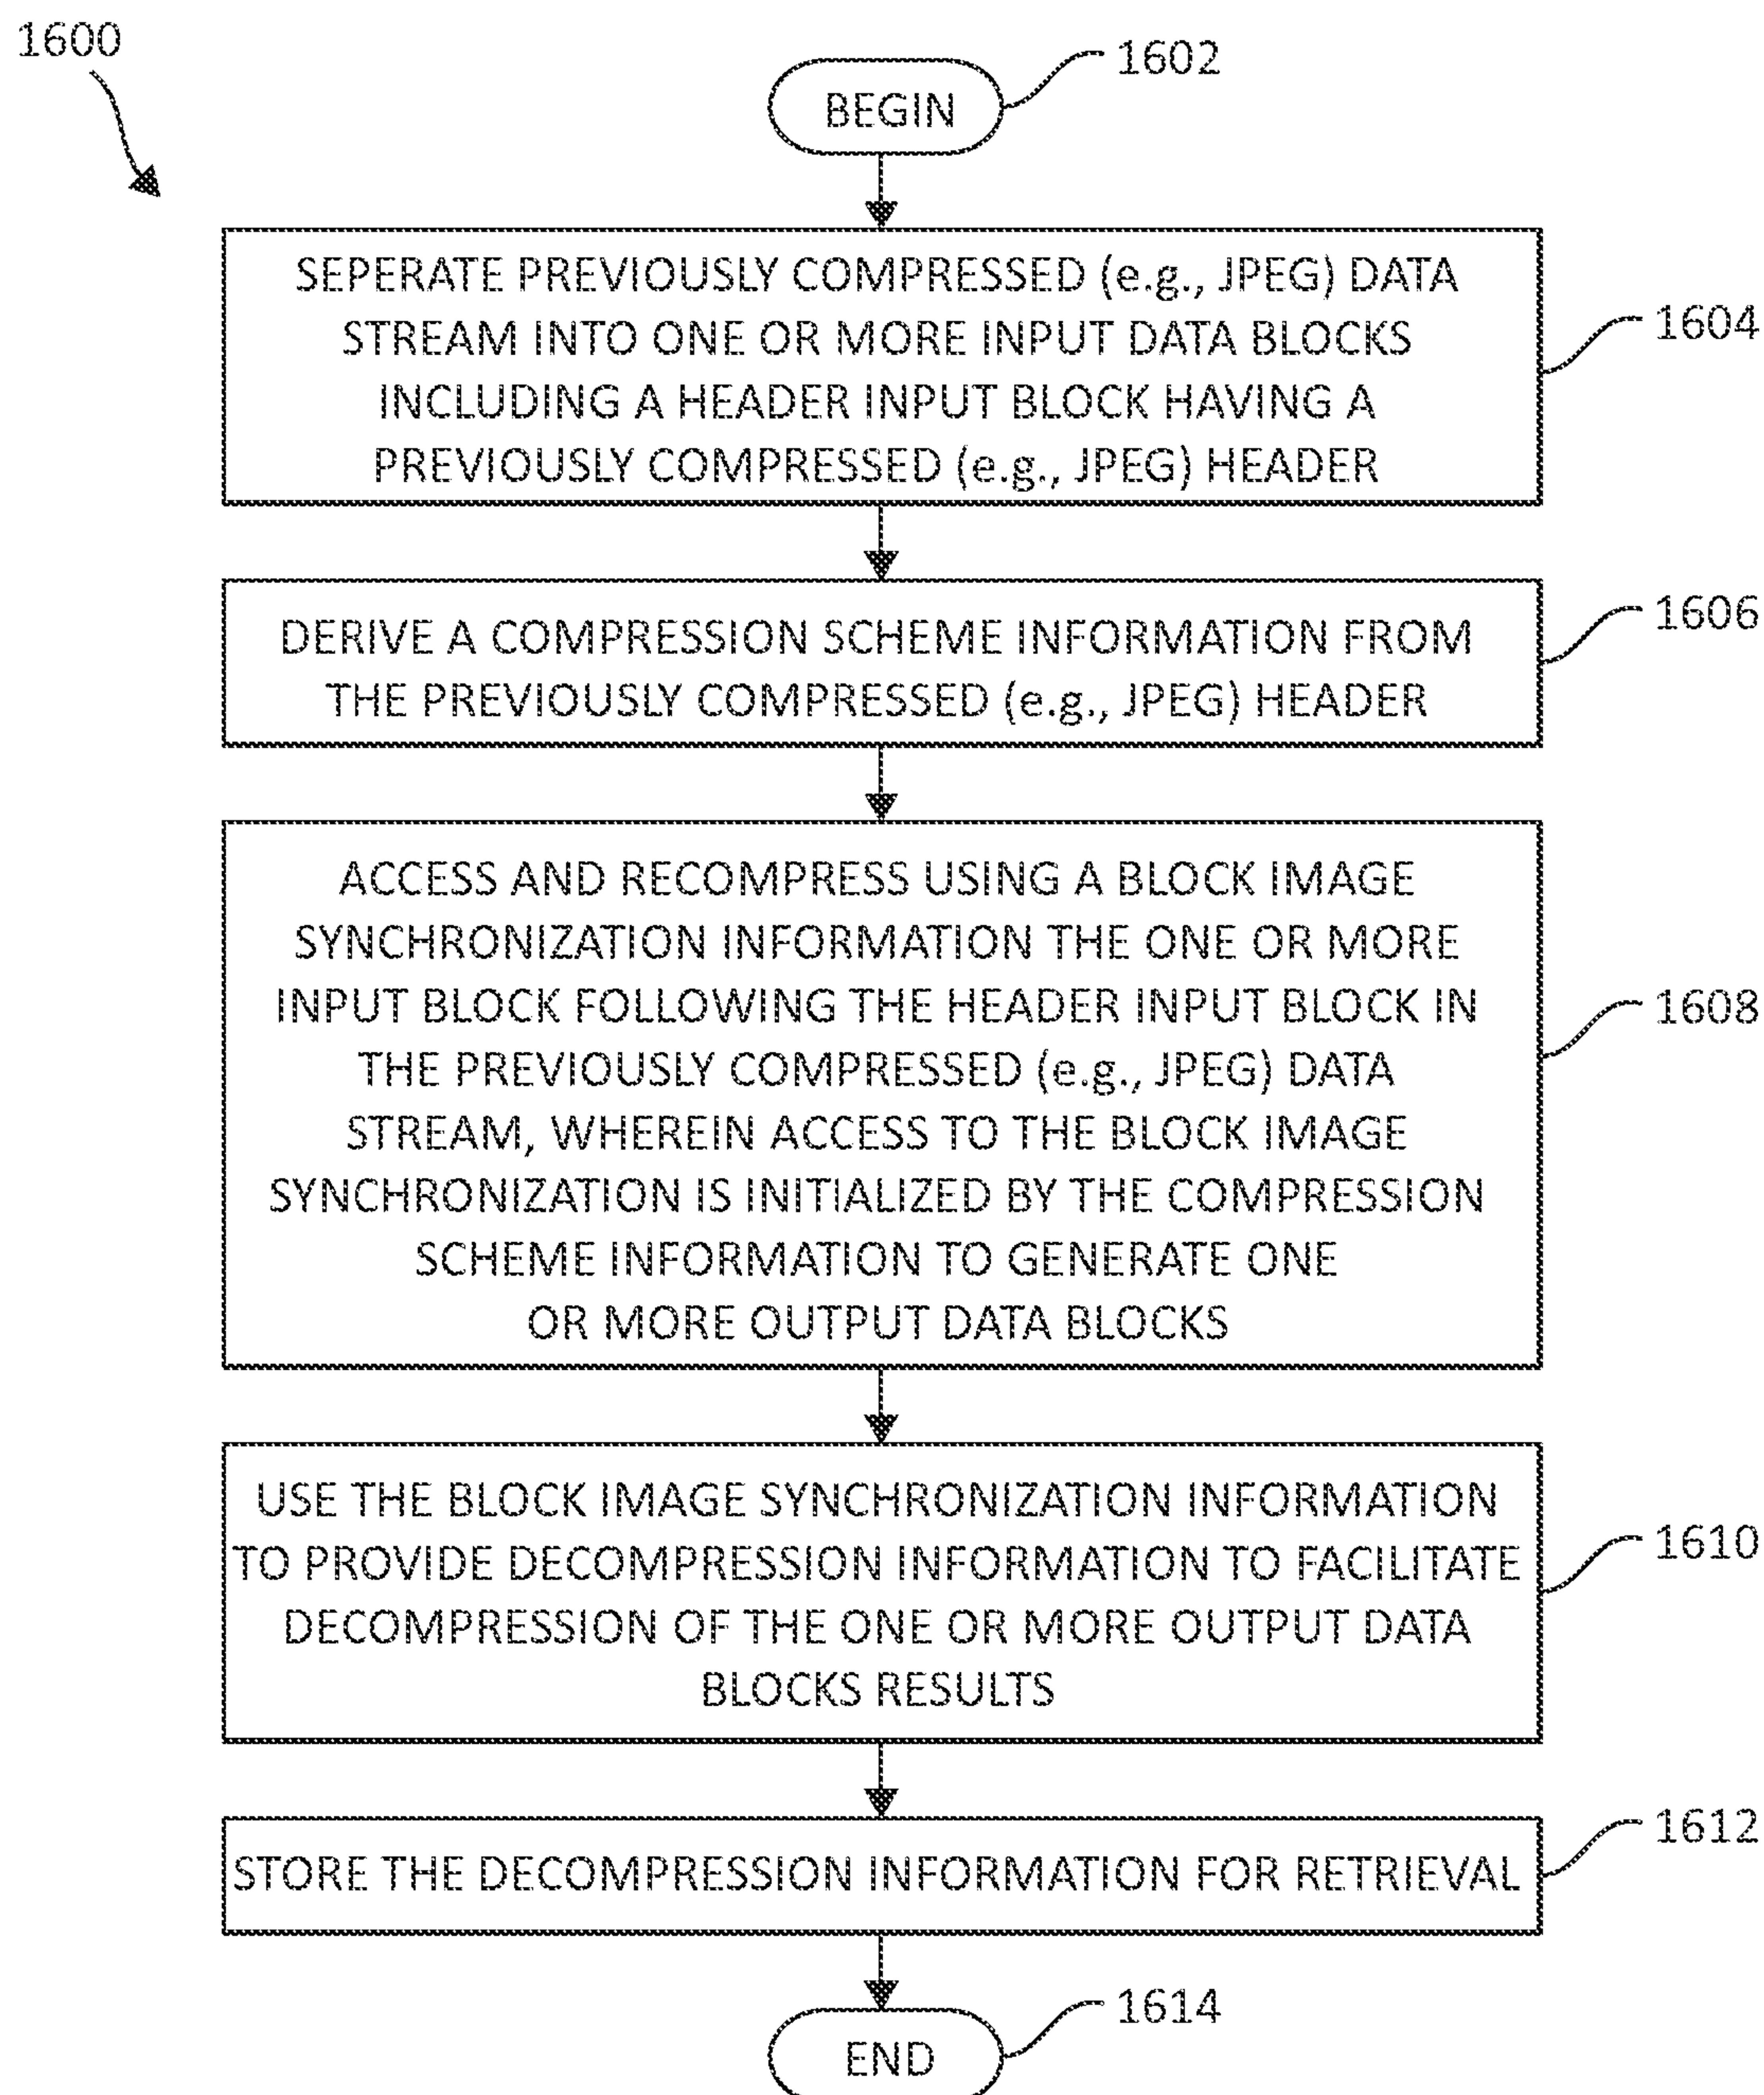 1600
1602
BEGIN
SEPERATE PREVIOUSLY COMPRESSED (e.g., JPEG) DATA
STREAM INTO ONE OR MORE INPUT DATA BLOCKS
INCLUDING A HEADER INPUT BLOCK HAVING A
PREVIOUSLY COMPRESSED (e.g., JPEG) HEADER
1604
DERIVE A COMPRESSION SCHEME INFORMATION FROM
THE PREVIOUSLY COMPRESSED (e.g., JPEG) HEADER
1606
ACCESS AND RECOMPRESS USING A BLOCK IMAGE
SYNCHRONIZATION INFORMATION THE ONE OR MORE
INPUT BLOCK FOLLOWING THE HEADER INPUT BLOCK IN
THE PREVIOUSLY COMPRESSED (e.g., JPEG) DATA
STREAM, WHEREIN ACCESS TO THE BLOCK IMAGE
SYNCHRONIZATION IS INITIALIZED BY THE COMPRESSION
SCHEME INFORMATION TO GENERATE ONE
OR MORE OUTPUT DATA BLOCKS
1608
USE THE BLOCK IMAGE SYNCHRONIZATION INFORMATION
TO PROVIDE DECOMPRESSION INFORMATION TO FACILITATE
DECOMPRESSION OF THE ONE OR MORE OUTPUT DATA
BLOCKS RESULTS
1610
STORE THE DECOMPRESSION INFORMATION FOR RETRIEVAL
1612
1614
END